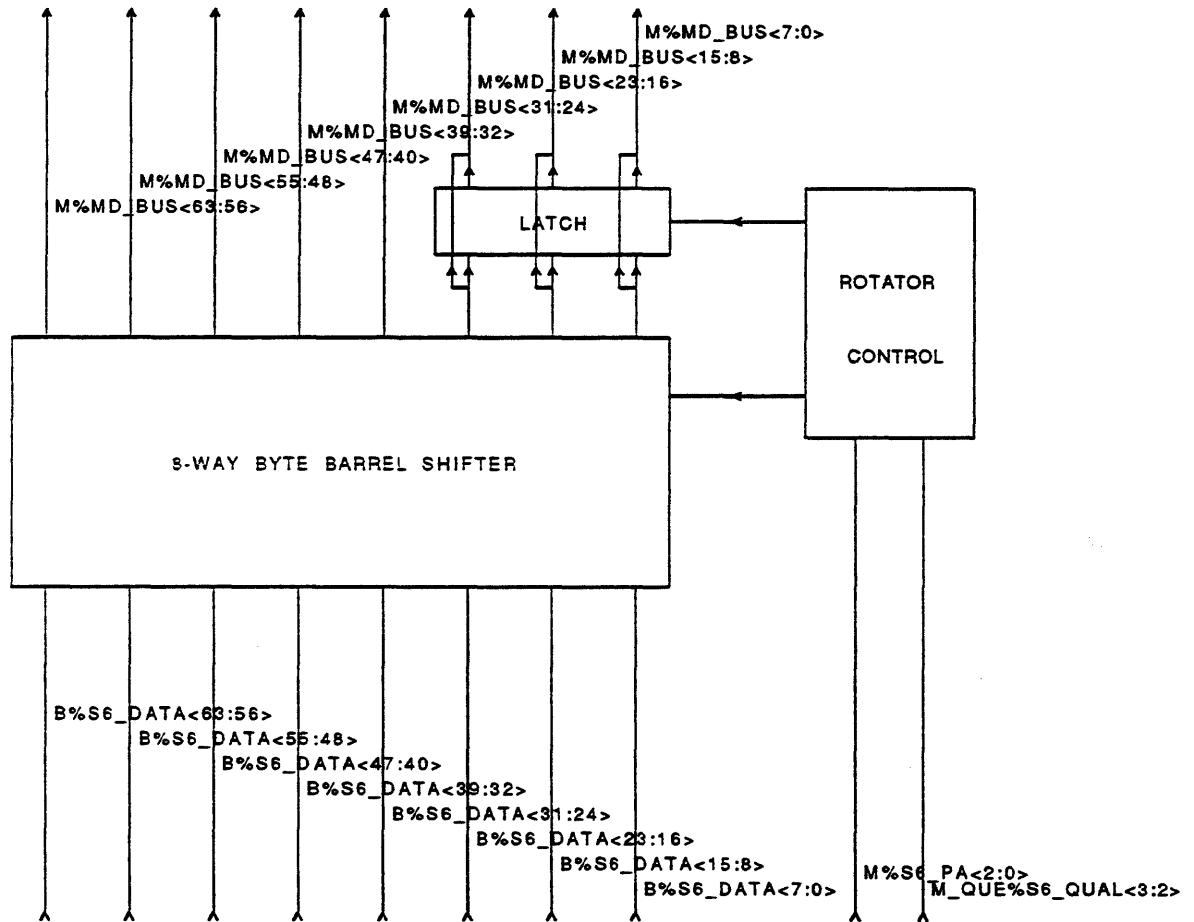 M%MD_BUS<7:0>
M%MD_BUS<15:8>
M%MD_BUS<23:16>
M%MD_BUS<31:24>
M%MD_BUS<39:32>
M%MD_BUS<47:40>
M%MD_BUS<55:48>
M%MD_BUS<63:56>
LATCH
ROTATOR
CONTROL
8-WAY BYTE BARREL SHIFTER
B%S6_DATA<63:56>
B%S6_DATA<55:48>
B%S6_DATA<47:40>
B%S6_DATA<39:32>
B%S6_DATA<31:24>
B%S6_DATA<23:16>
B%S6_DATA<15:8>
B%S6_DATA<7:0>
M%S6_PA<2:0>
M_QUE%S6_QUAL<3:2>